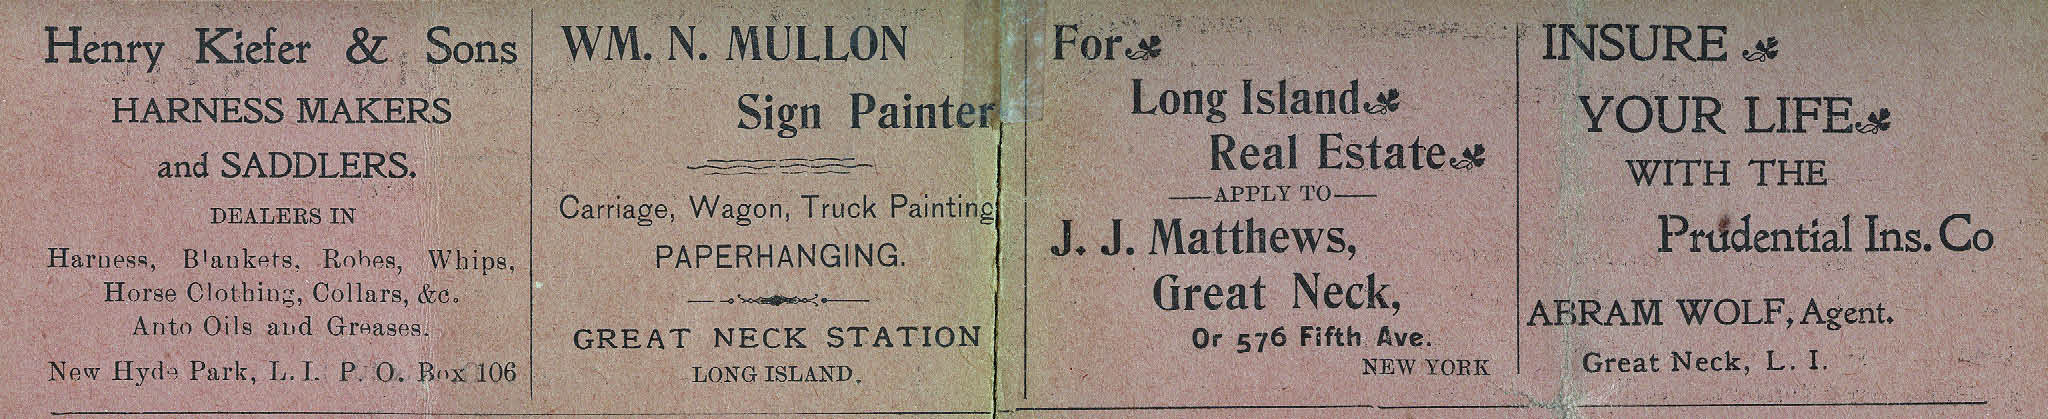 Henry Kiefer & Sons
HARNESS MAKERS
and SADDLERS.
DEALERS IN
Harness, Blankets, Robes, Whips,
Horse Clothing, Collars, &c.
Auto Oils and Greases.
New Hyde Park, L. I. P. O. Box 106
WM. N. MULLON
Sign Painter
Carriage, Wagon, Truck Painting
PAPERHANGING.
GREAT NECK STATION
LONG ISLAND.
For
Long Island
Real Estate
APPLY TO
J. J. Matthews,
Great Neck,
Or 576 Fifth Ave.
NEW YORK
INSURE
YOUR LIFE
WITH THE
Prudential Ins. Co
ABRAM WOLF, Agent.
Great Neck, L. I.